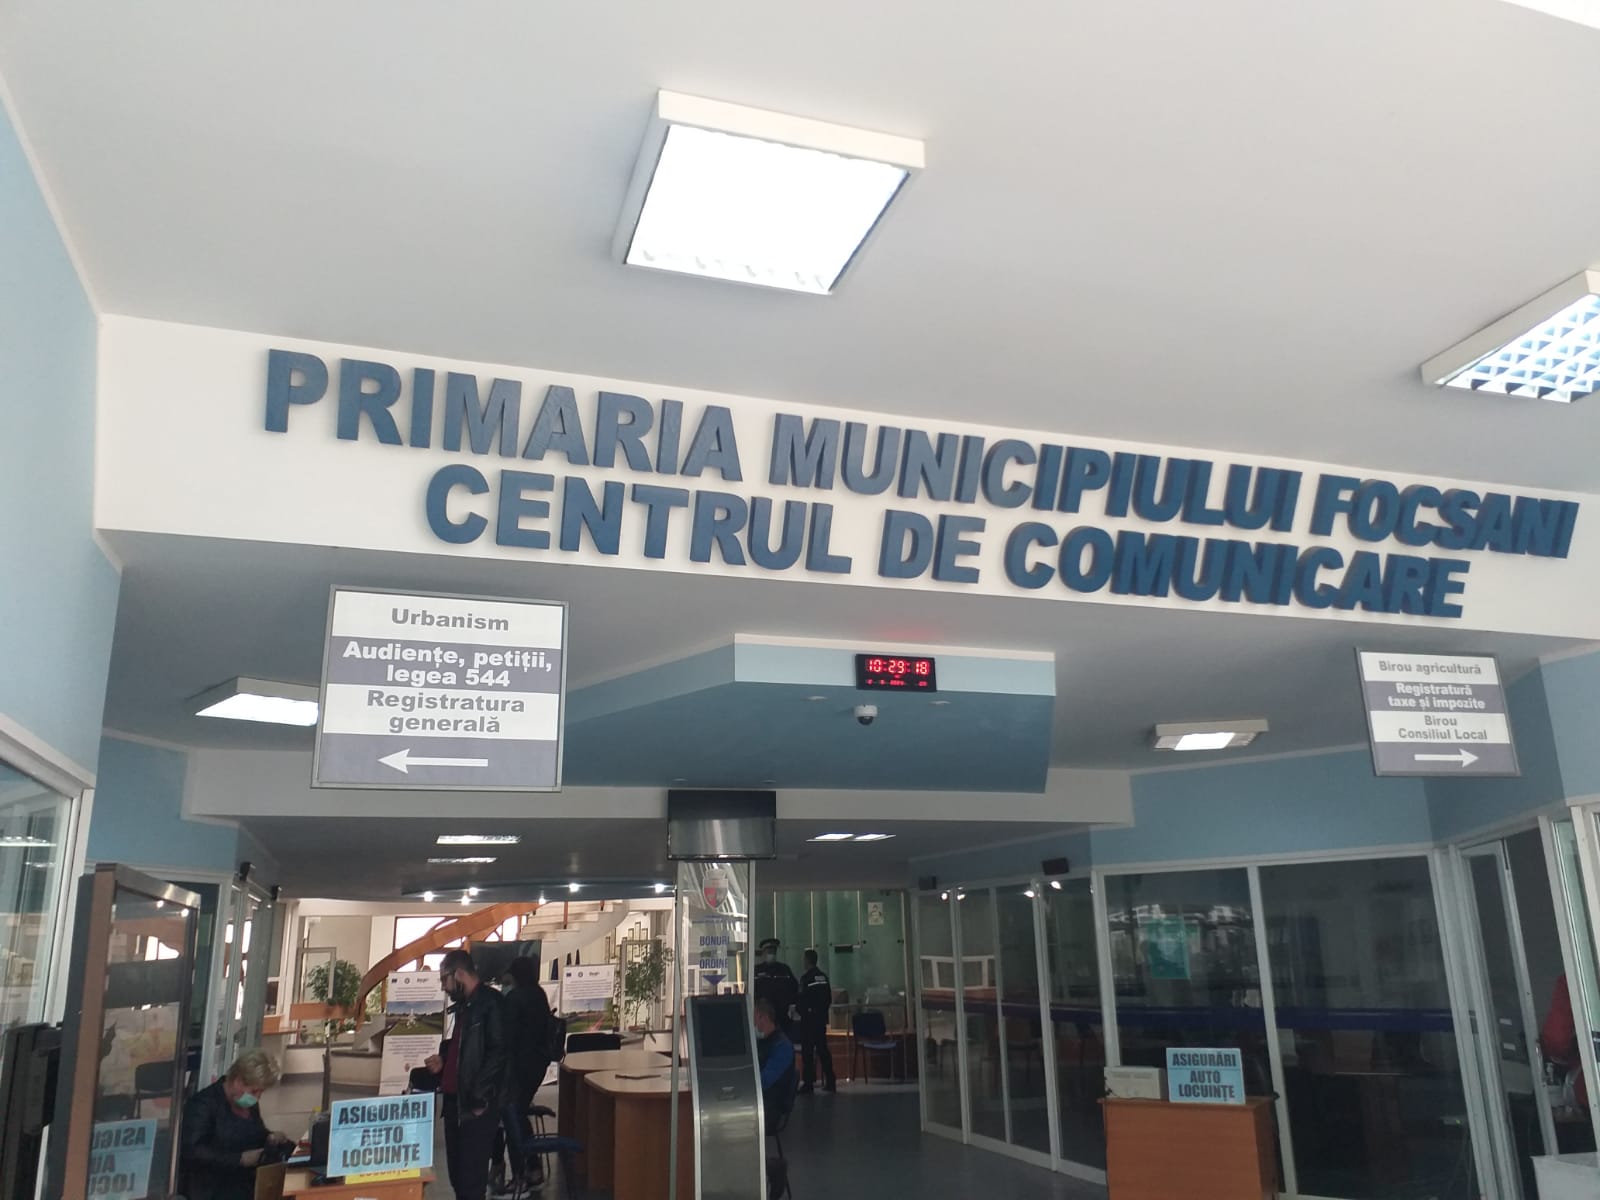 PRIMARIA MUNICIPIULUI FOCSANI
CENTRUL DE COMUNICARE
Urbanism
Audiențe, petiții,
legea 544
Registratura
generală
10:29:18
Birou agricultură
Registratură
taxe și impozite
Birou
Consiliul Local
BONURI
ORDINE
ASIGURĂRI
AUTO
LOCUINȚE
ASIGURĂRI
AUTO
LOCUINȚE